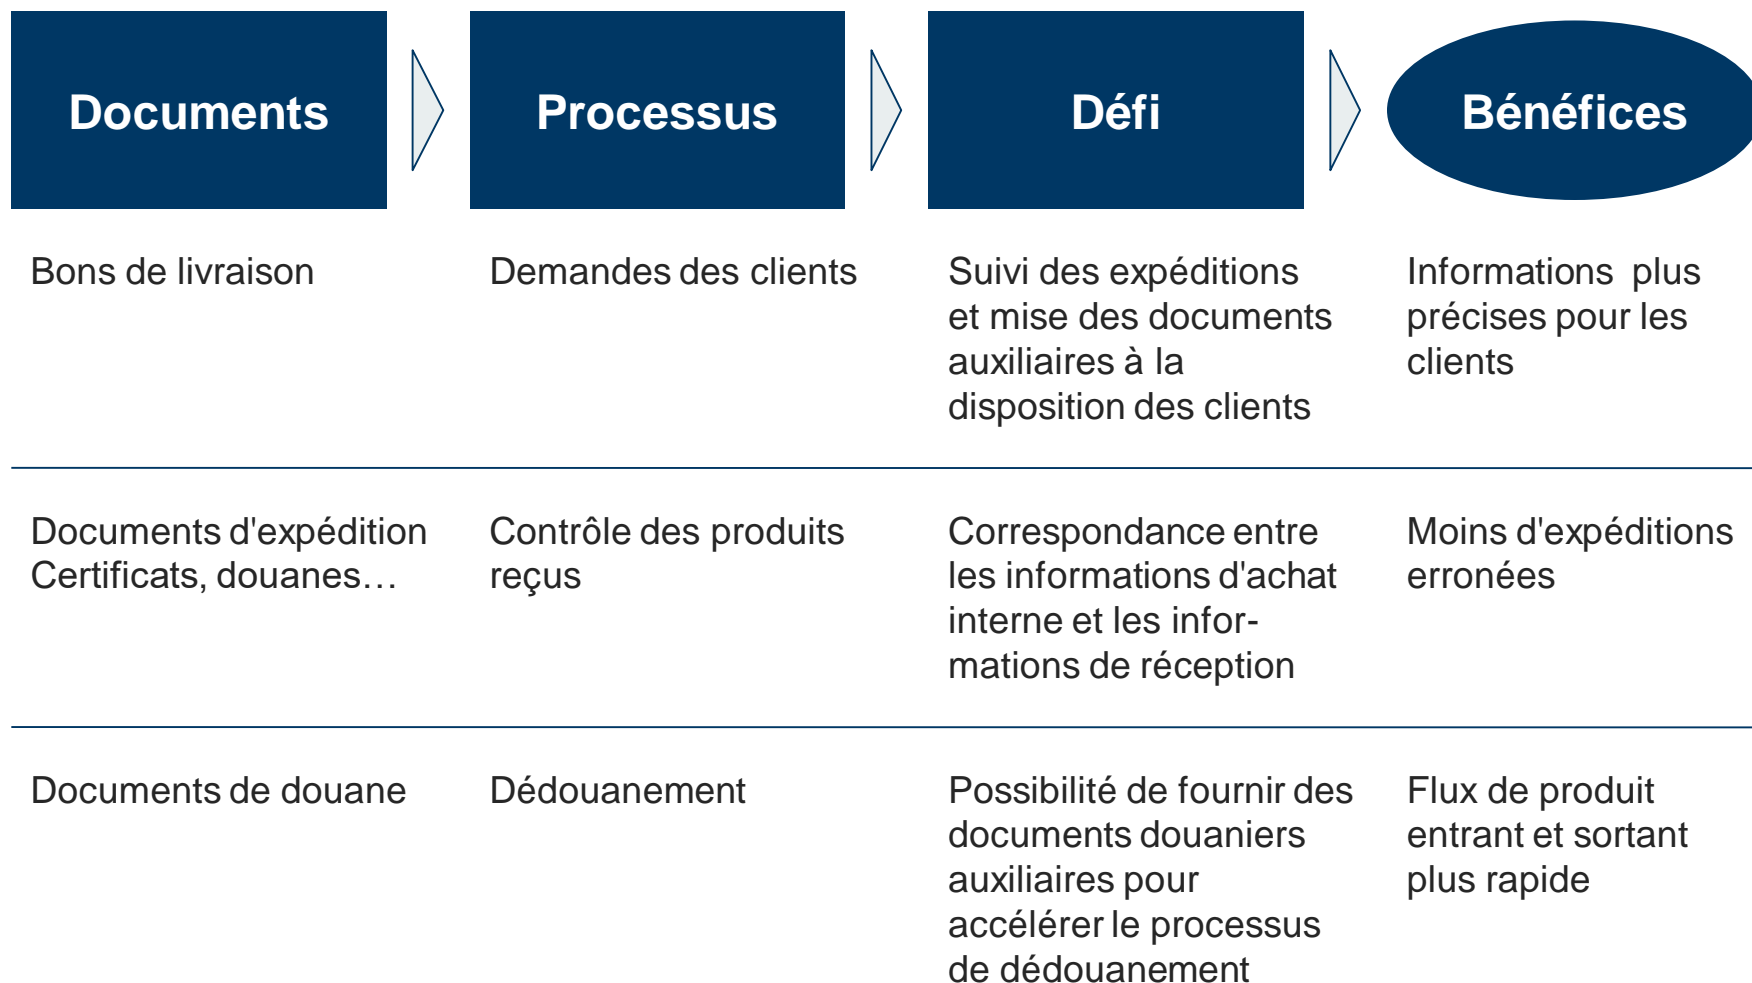 Documents
Processus
Défi
Bénéfices
Bons de livraison
Demandes des clients
Suivi des expéditions
et mise des documents
auxiliaires à la
disposition des clients
Informations plus
précises pour les
clients
Documents d'expédition
Certificats, douanes…
Contrôle des produits
reçus
Correspondance entre
les informations d'achat
interne et les infor-
mations de réception
Moins d'expéditions
erronées
Documents de douane
Dédouanement
Possibilité de fournir des
documents douaniers
auxiliaires pour
accélérer le processus
de dédouanement
Flux de produit
entrant et sortant
plus rapide